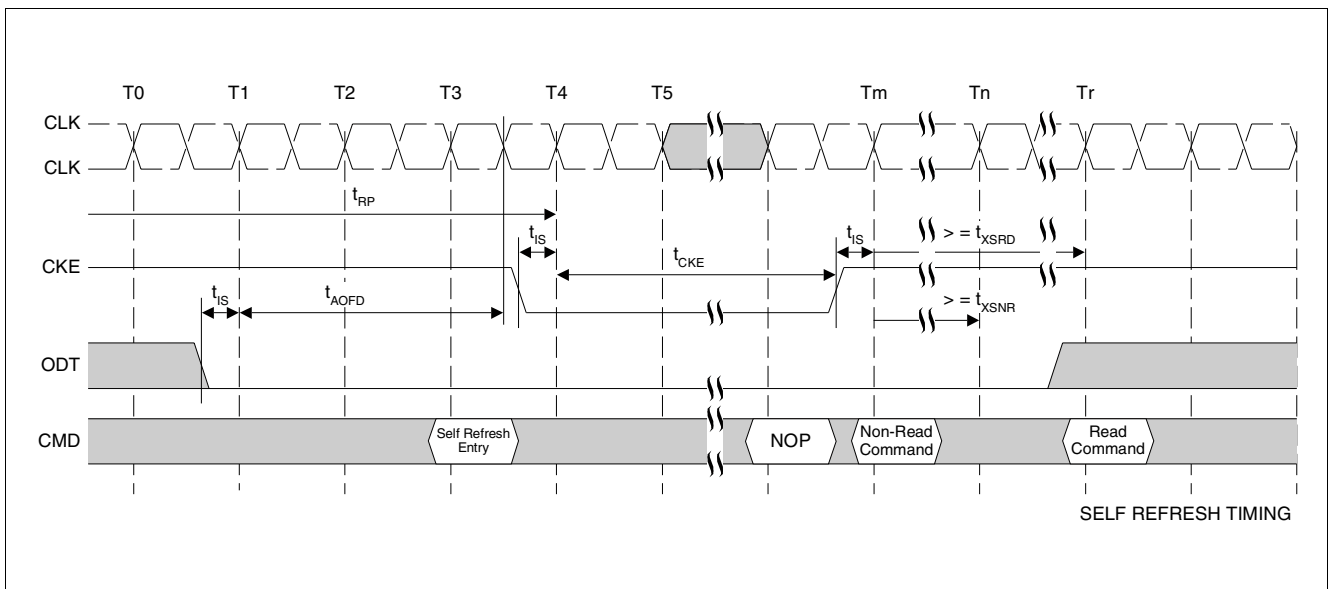 T0 T1 T2 T3 T4 T5 Tm Tn Tr
CLK
CLK
tRP
tIS tIS > = tXSRD
CKE tCKE
tIS tAOFD > = tXSNR
ODT
CMD Self Refresh Entry NOP Non-Read Command Read Command
SELF REFRESH TIMING